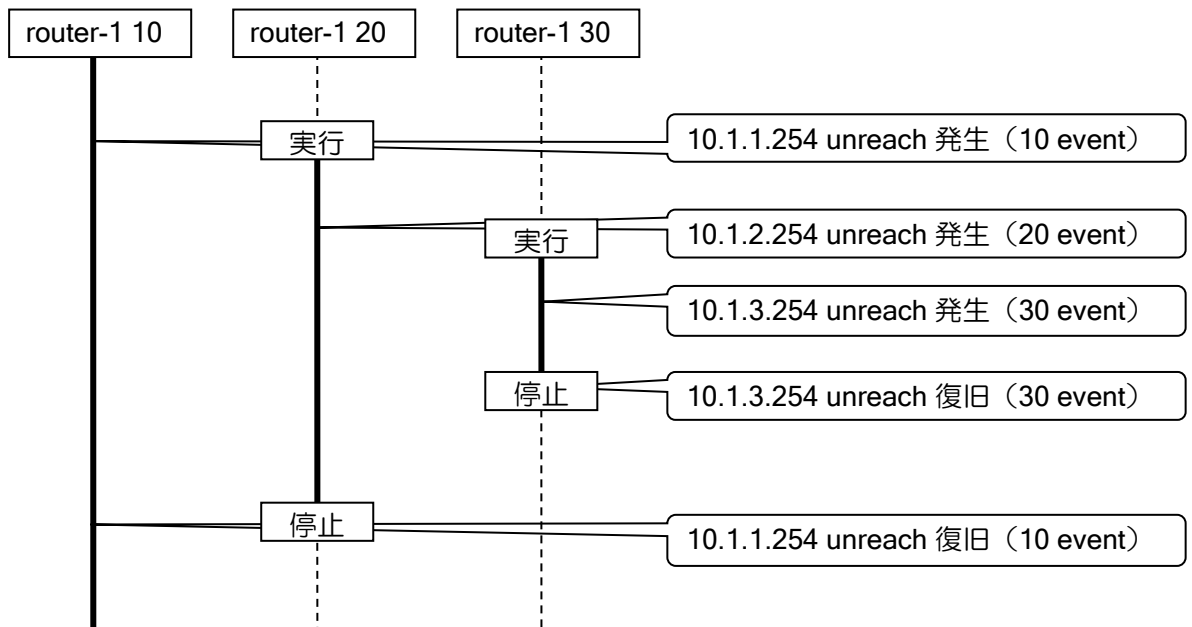 router-1 10
router-1 20
router-1 30
実行
10.1.1.254 unreach 発生（10 event）
実行
10.1.2.254 unreach 発生（20 event）
10.1.3.254 unreach 発生（30 event）
停止
10.1.3.254 unreach 復旧（30 event）
停止
10.1.1.254 unreach 復旧（10 event）